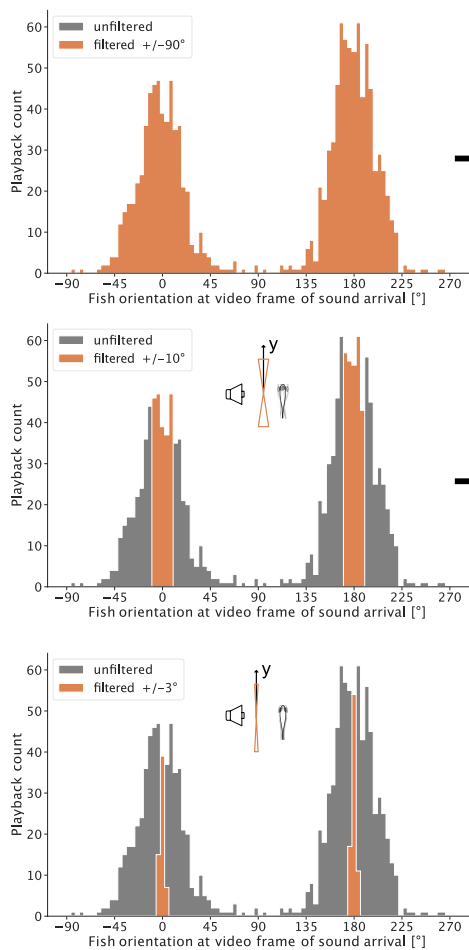 unfiltered
filtered +/−90°
Playback count
60
50
40
30
20
10
0
−90 −45 0 45 90 135 180 225 270
Fish orientation at video frame of sound arrival [°]
unfiltered
filtered +/−10°
y
Playback count
60
50
40
30
20
10
0
−90 −45 0 45 90 135 180 225 270
Fish orientation at video frame of sound arrival [°]
unfiltered
filtered +/−3°
y
Playback count
60
50
40
30
20
10
0
−90 −45 0 45 90 135 180 225 270
Fish orientation at video frame of sound arrival [°]